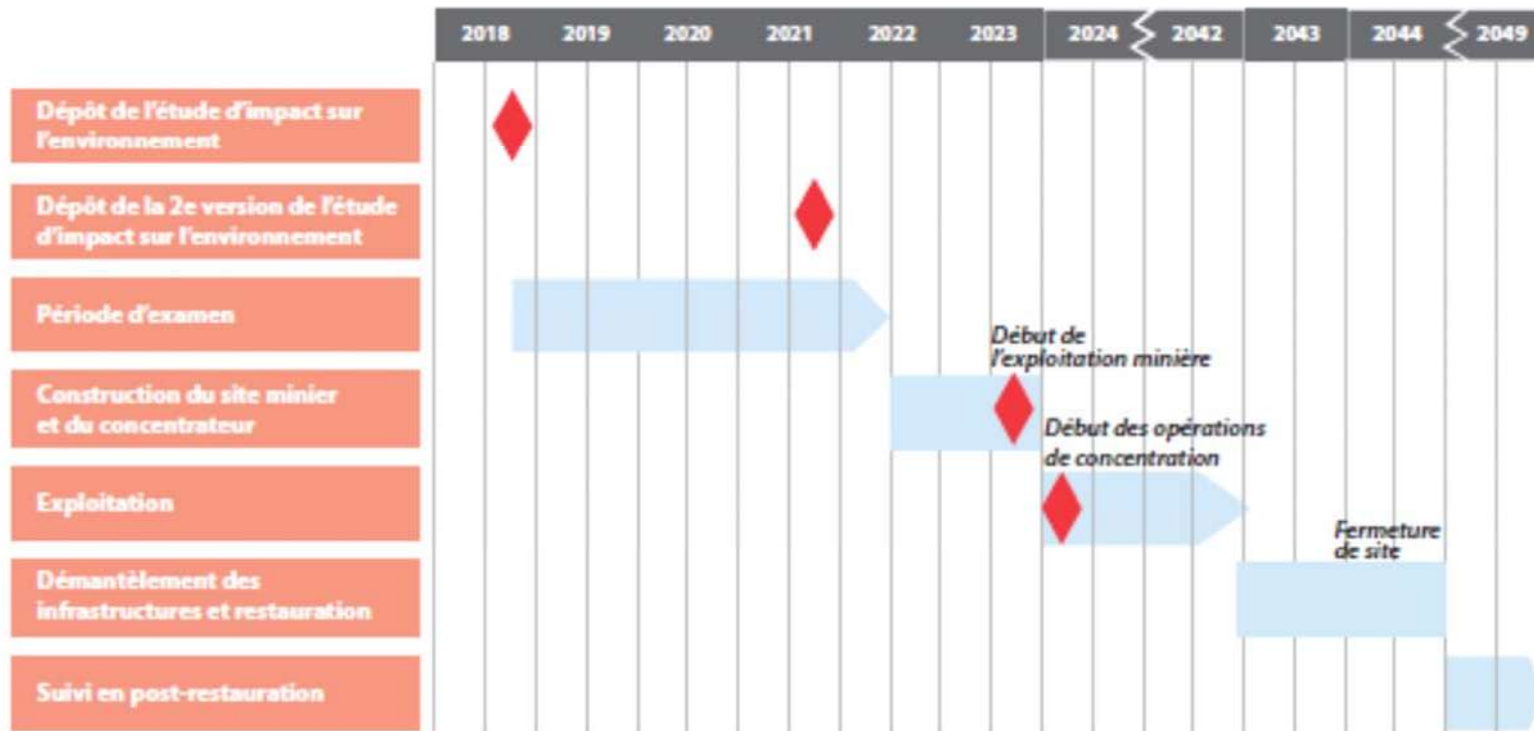 2018 2019 2020 2021 2022 2023 2024 2042 2043 2044 2049
Dépôt de l'étude d'impact sur
l'environnement
Dépôt de la 2e version de l'étude
d'impact sur l'environnement
Période d'examen
Début de
l'exploitation minière
Construction du site minier
et du concentrateur
Début des opérations
de concentration
Exploitation
Fermeture
de site
Démantèlement des
infrastructures et restauration
Suivi en post-restauration